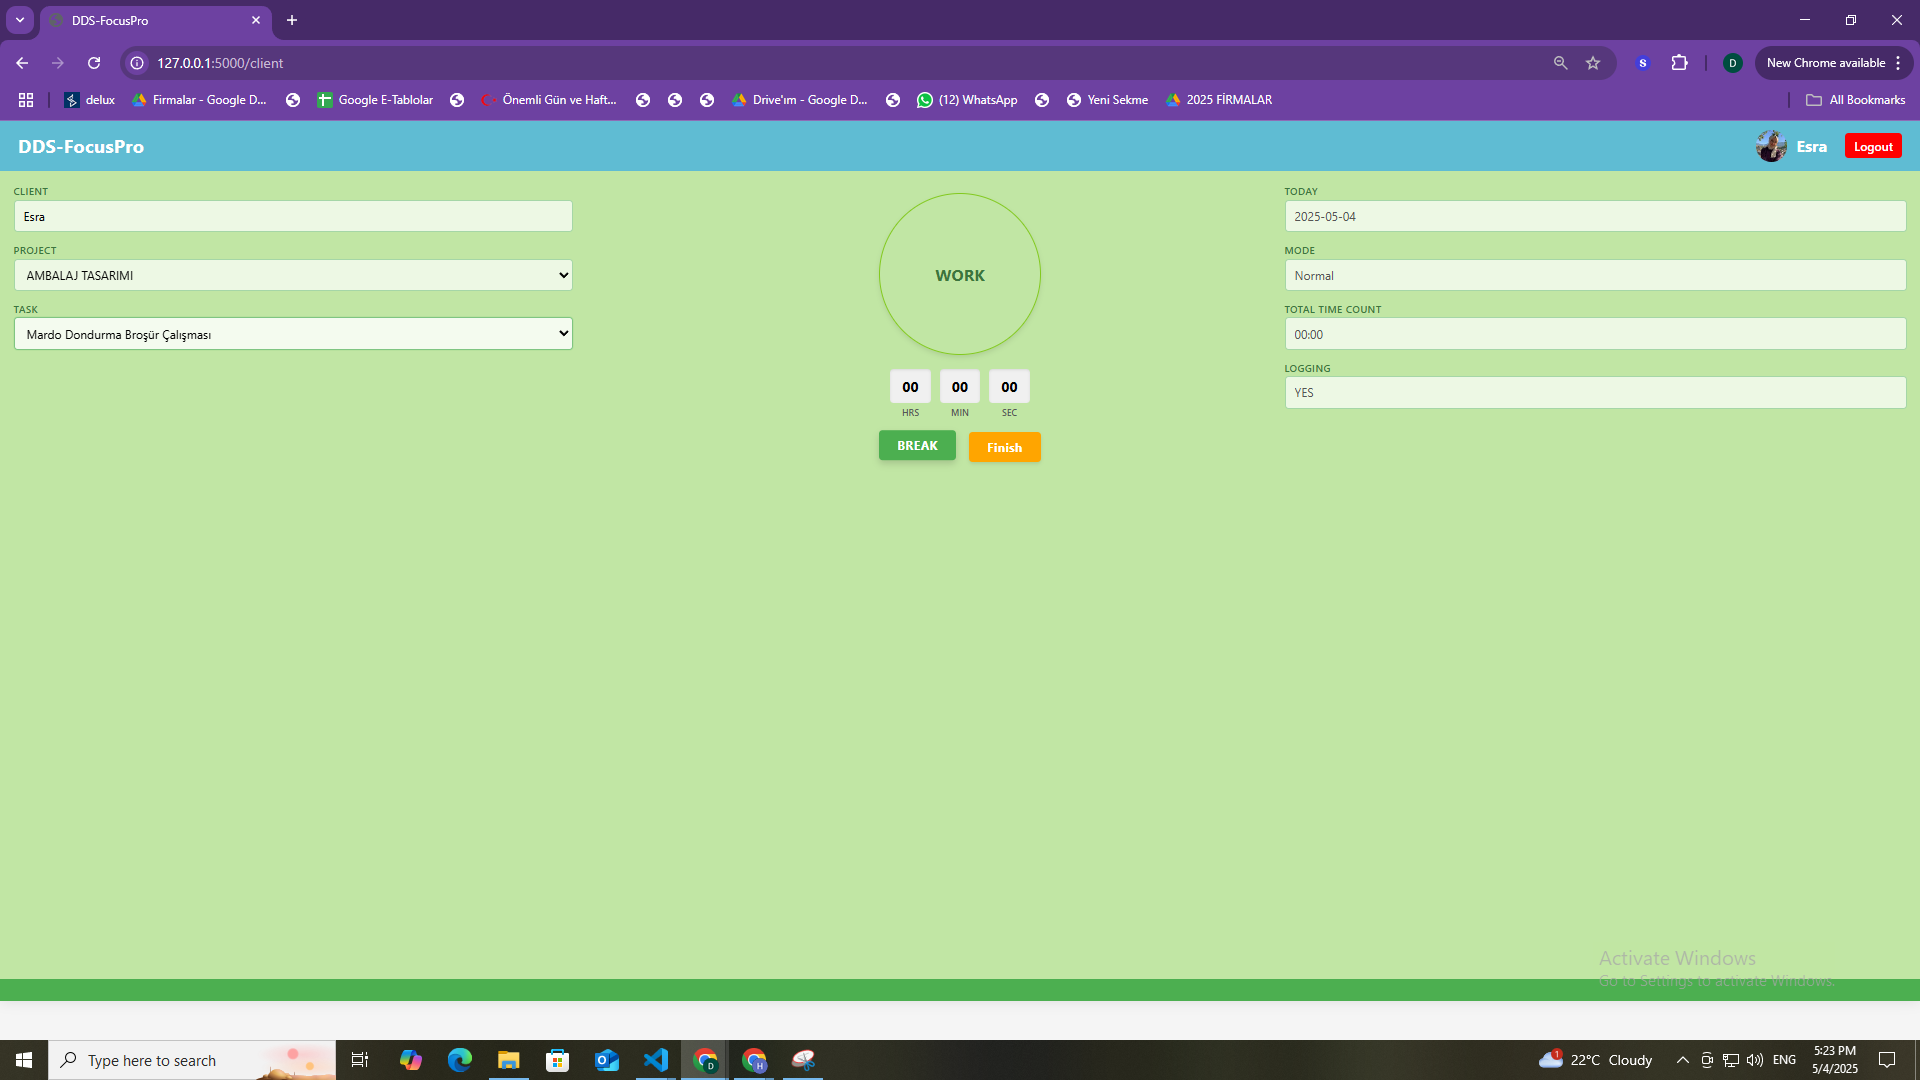 DDS-FocusPro
127.0.0.1:5000/client
S
D
New Chrome available
delux
Firmalar - Google D...
Google E-Tablolar
Önemli Gün ve Haft...
Drive'ım - Google D...
(12) WhatsApp
Yeni Sekme
2025 FİRMALAR
All Bookmarks
DDS-FocusPro
Esra
Logout
CLIENT
Esra
PROJECT
AMBALAJ TASARIMI
TASK
Mardo Dondurma Broşür Çalışması
WORK
00 00 00
HRS MIN SEC
BREAK
Finish
TODAY
2025-05-04
MODE
Normal
TOTAL TIME COUNT
00:00
LOGGING
YES
Activate Windows
Go to Settings to activate Windows.
Type here to search
D
H
1
22°C Cloudy
ENG
5:23 PM
5/4/2025